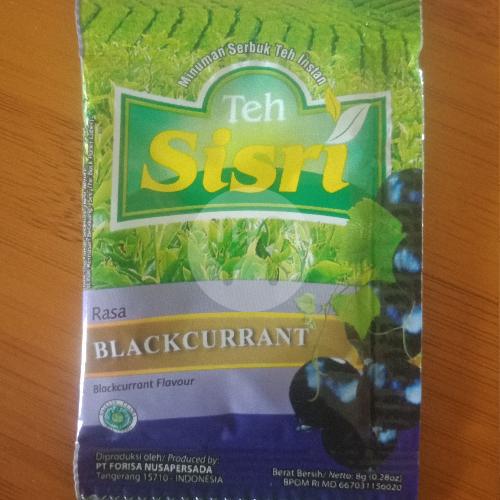 Minuman Serbuk Teh Instan
Teh
Sisri
Rasa
BLACKCURRANT
Blackcurrant Flavour
Diproduksi oleh/ Produced by:
PT FORISA NUSAPERSADA
Tangerang 15710 - INDONESIA
Berat Bersih/ Netto: 8g (0.28oz)
BPOM RI MD 867031156020